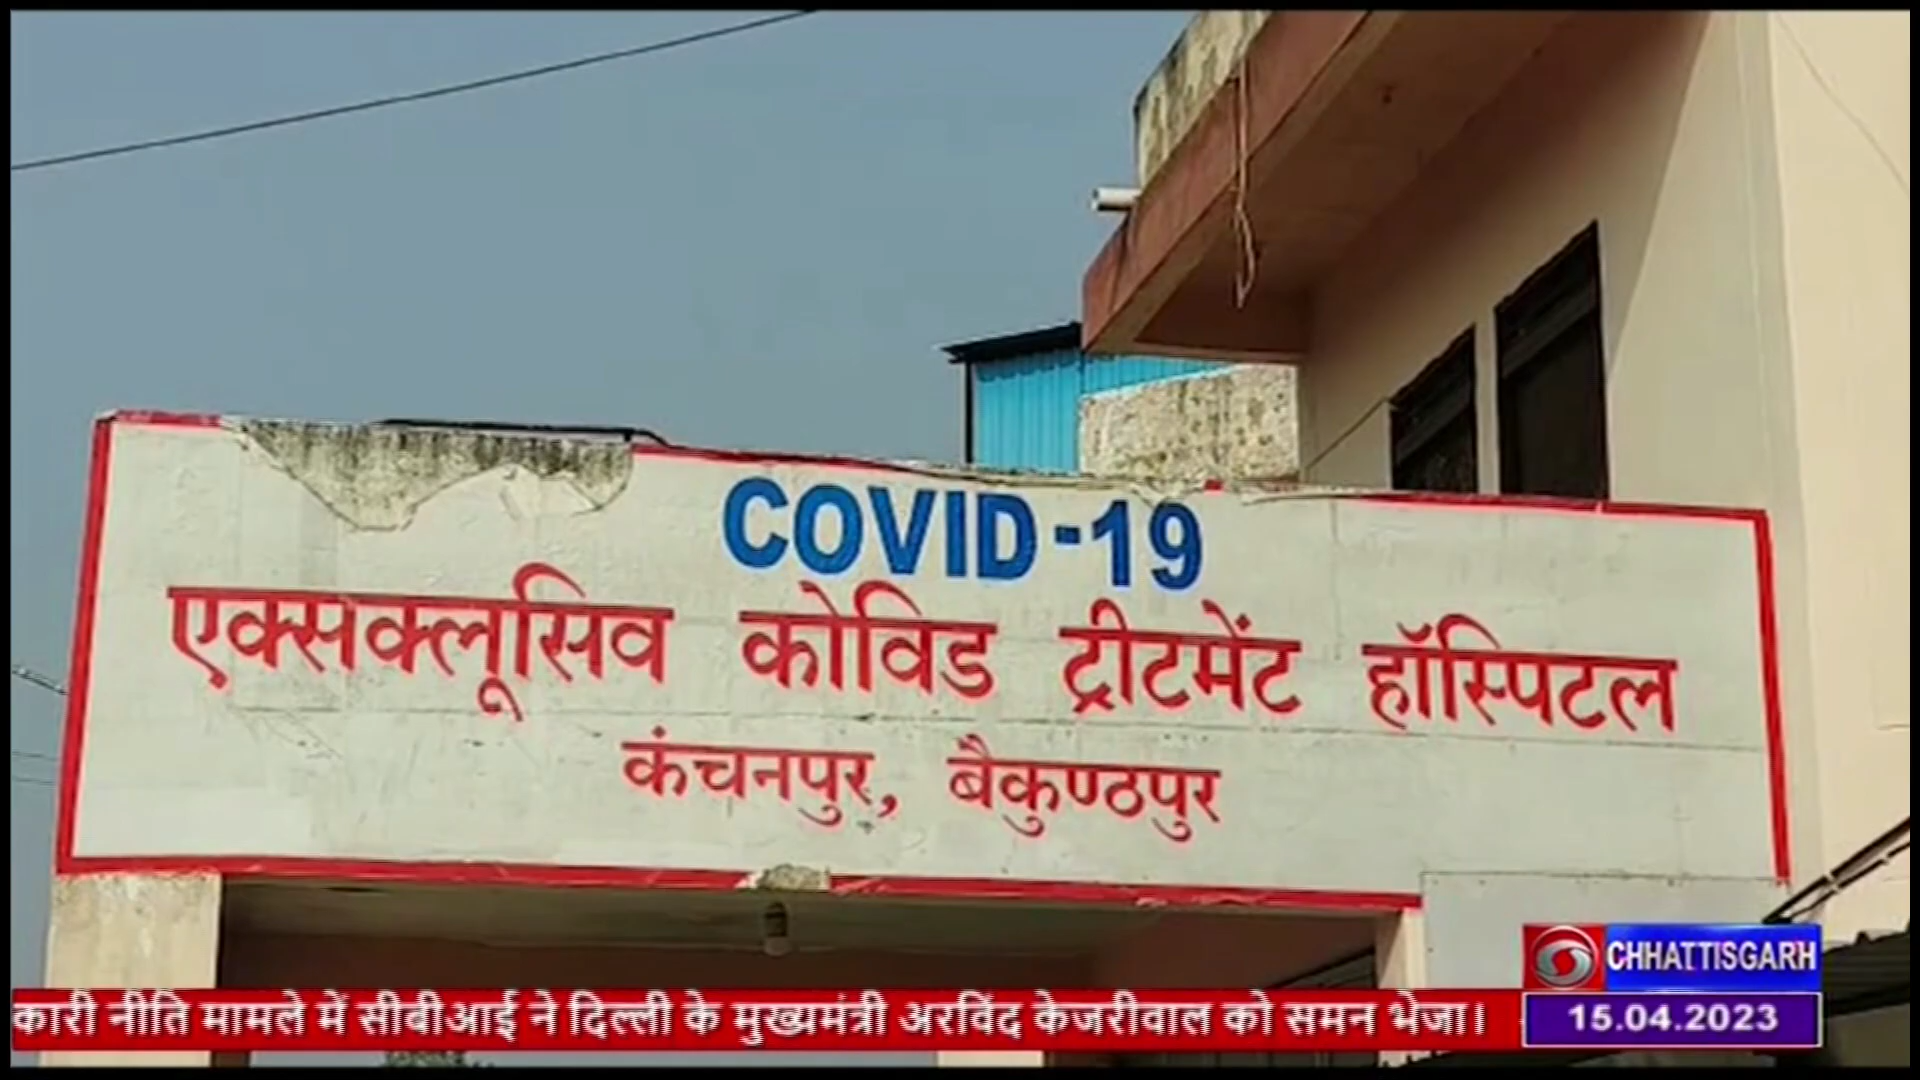 COVID-19
एक्सक्लूसिव कोविड ट्रीटमेंट हॉस्पिटल
कंचनपुर, बैकुण्ठपुर
CHHATTISGARH
कारी नीति मामले में सीबीआई ने दिल्ली के मुख्यमंत्री अरविंद केजरीवाल को समन भेजा।
15.04.2023